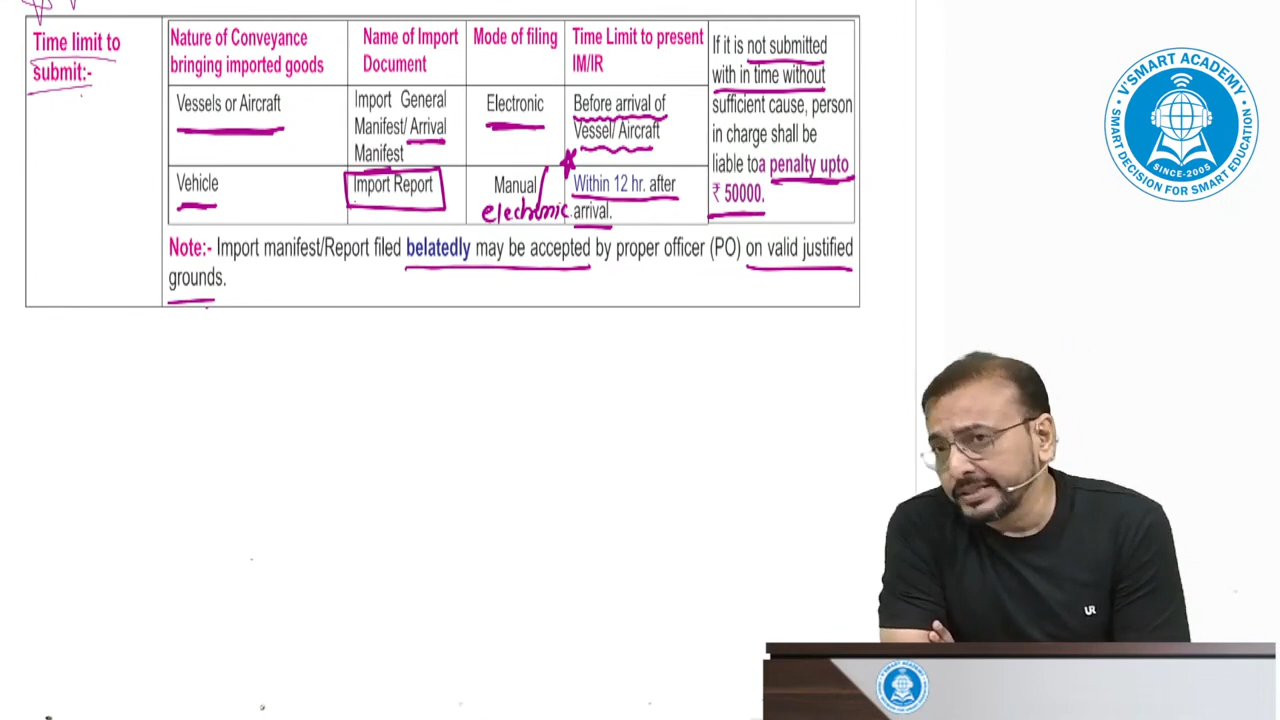 Time limit to
submit:-
Nature of Conveyance
bringing imported goods
Name of Import
Document
Mode of filing
Time Limit to present
IM/IR
If it is not submitted
with in time without
sufficient cause, person
in charge shall be
liable toa penalty upto
₹ 50000.
Vessels or Aircraft
Import General
Manifest/ Arrival
Manifest
Electronic
Before arrival of
Vessel/ Aircraft
Vehicle
Import Report
Manual/
electronic
Within 12 hr. after
arrival.
Note:- Import manifest/Report filed belatedly may be accepted by proper officer (PO) on valid justified
grounds.
V'SMART ACADEMY
SINCE-2005
SMART DECISION FOR SMART EDUCATION
UR
V'SMART ACADEMY